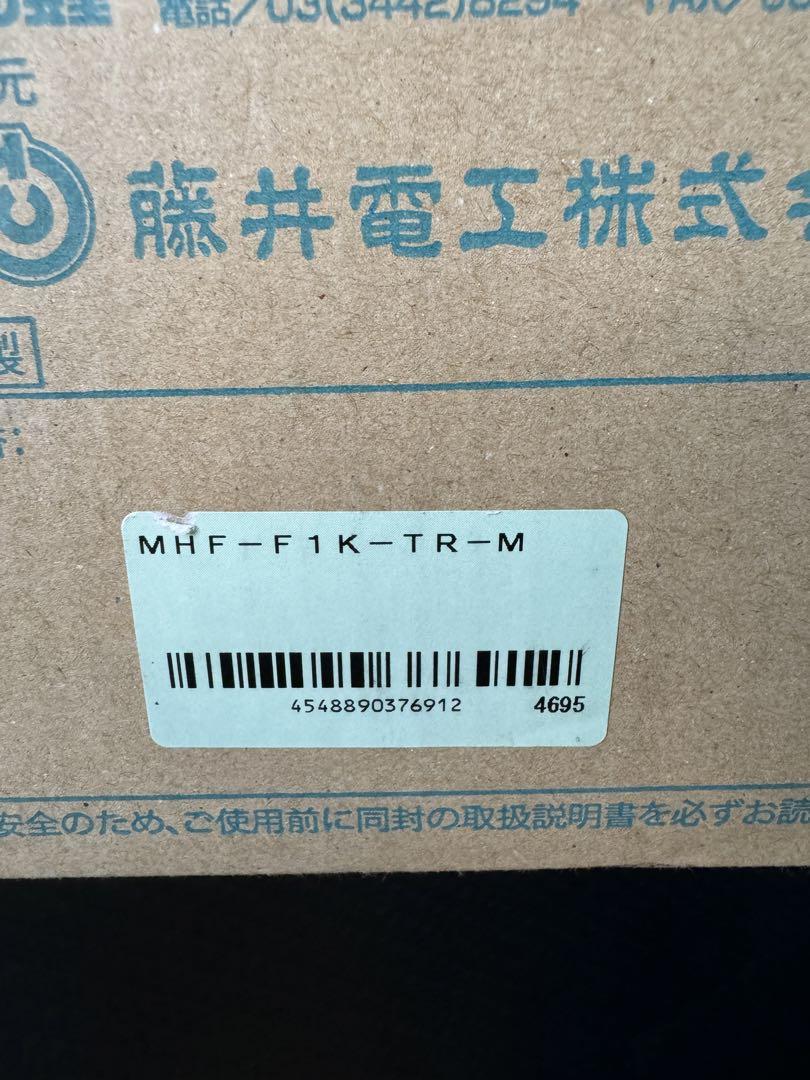 電話/03(3442)8294
元
藤井電工株式
製
MHF-F1K-TR-M
4548890376912 4695
安全のため、ご使用前に同封の取扱説明書を必ずお読